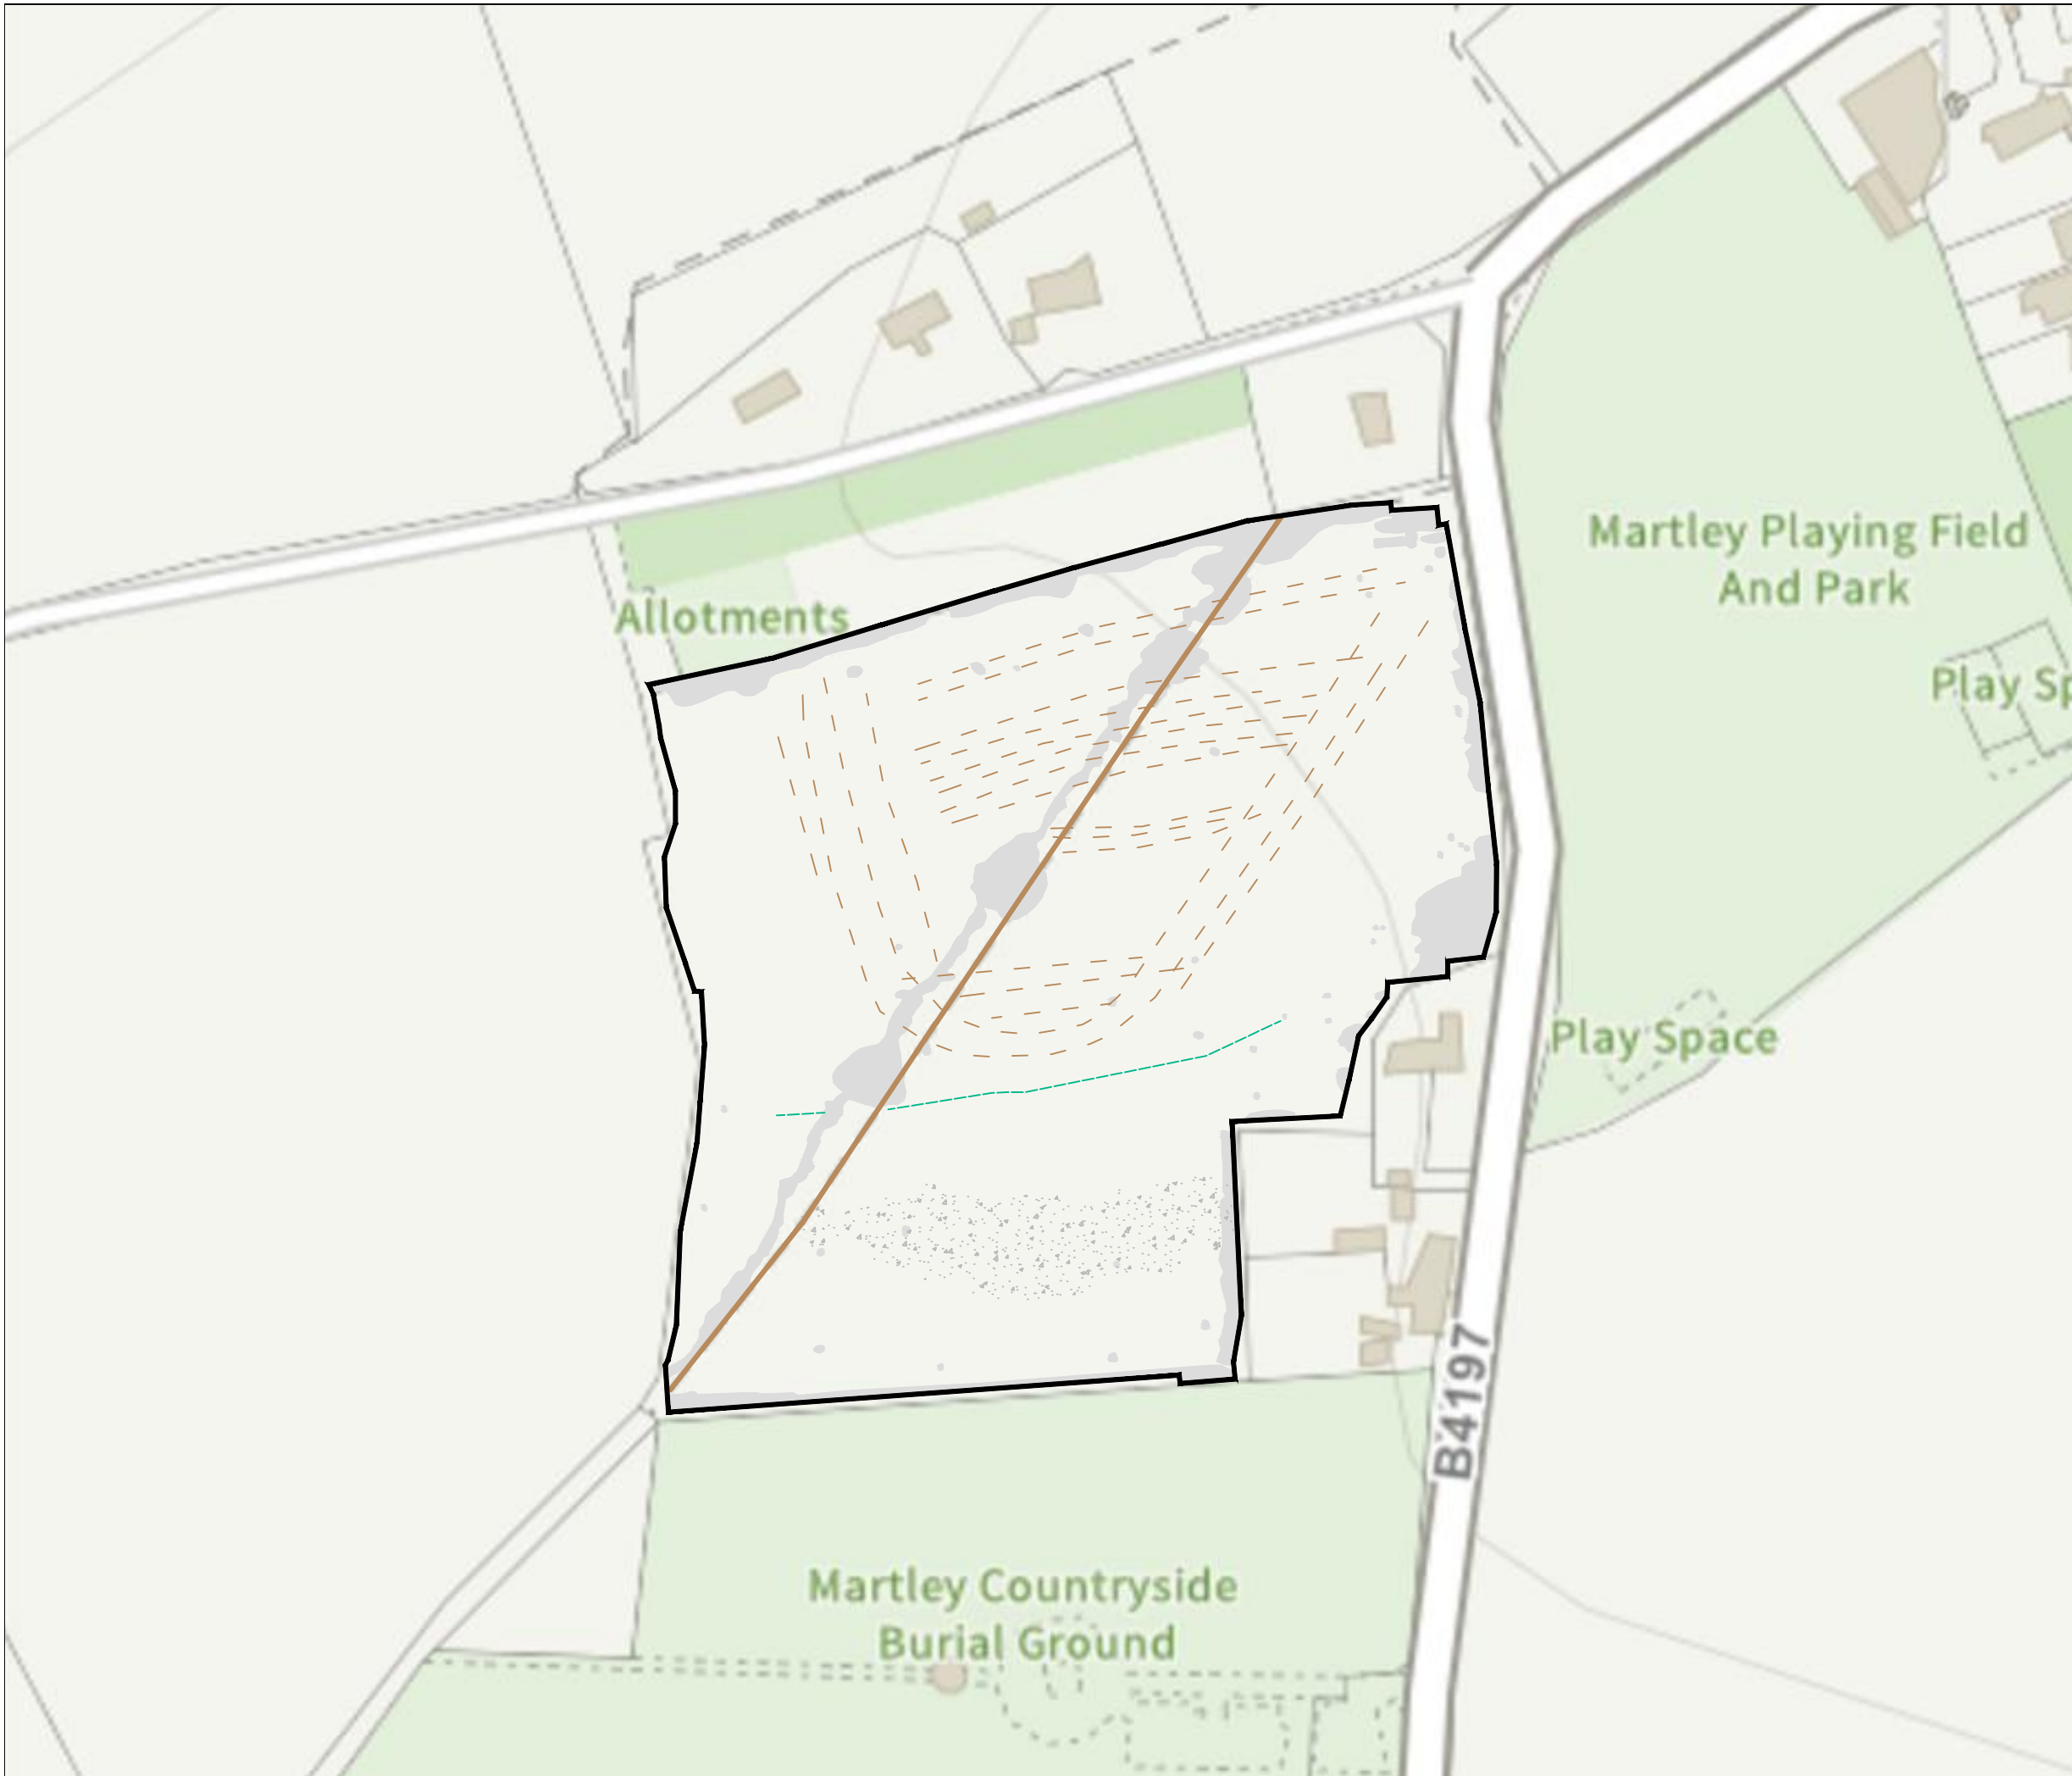 Martley Playing Field
And Park
Allotments
Play Sp
Play Space
B4197
Martley Countryside
Burial Ground